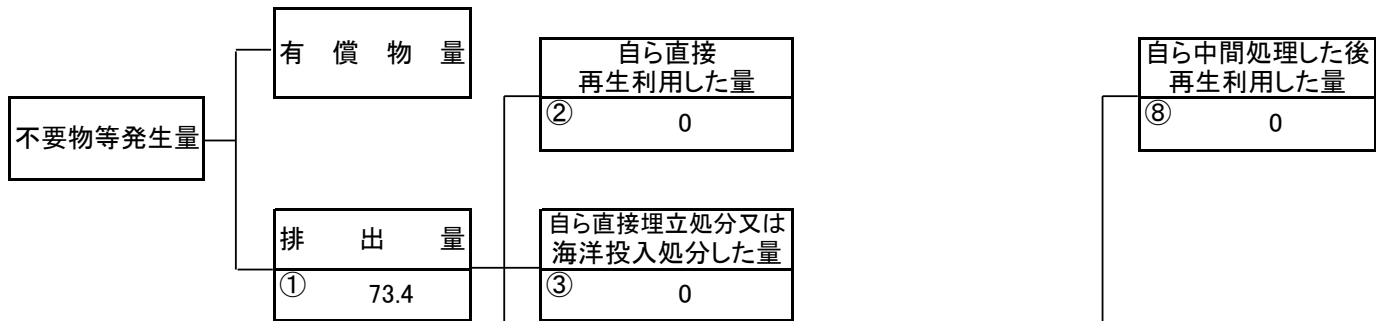 有償物量
自ら直接
再生利用した量
② 0
自ら中間処理した後
再生利用した量
⑧ 0
不要物等発生量
排出量
① 73.4
自ら直接埋立処分又は
海洋投入処分した量
③ 0